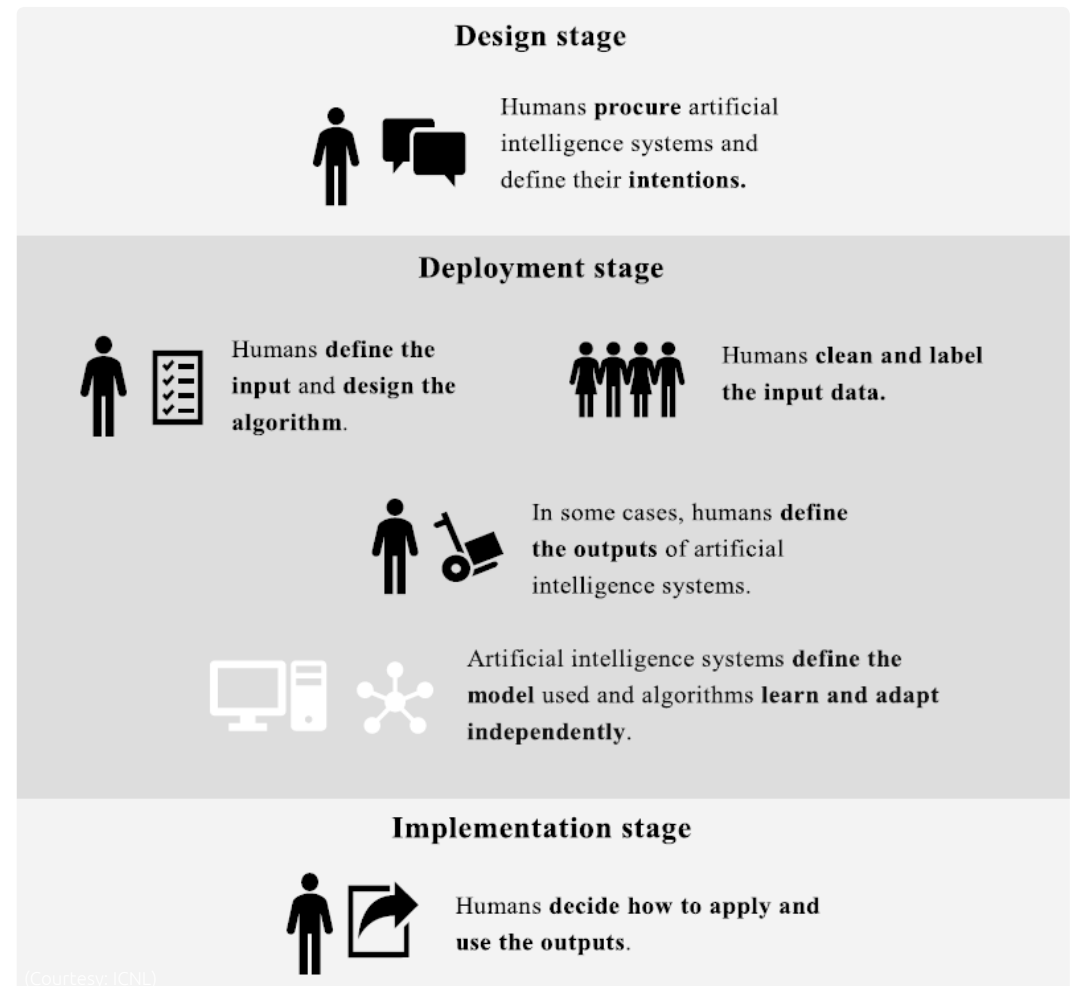 Design stage
Humans procure artificial
intelligence systems and
define their intentions.
Deployment stage
Humans define the
input and design the
algorithm.
Humans clean and label
the input data.
In some cases, humans define
the outputs of artificial
intelligence systems.
Artificial intelligence systems define the
model used and algorithms learn and adapt
independently.
Implementation stage
Humans decide how to apply and
use the outputs.
(Courtesy: ICNL)